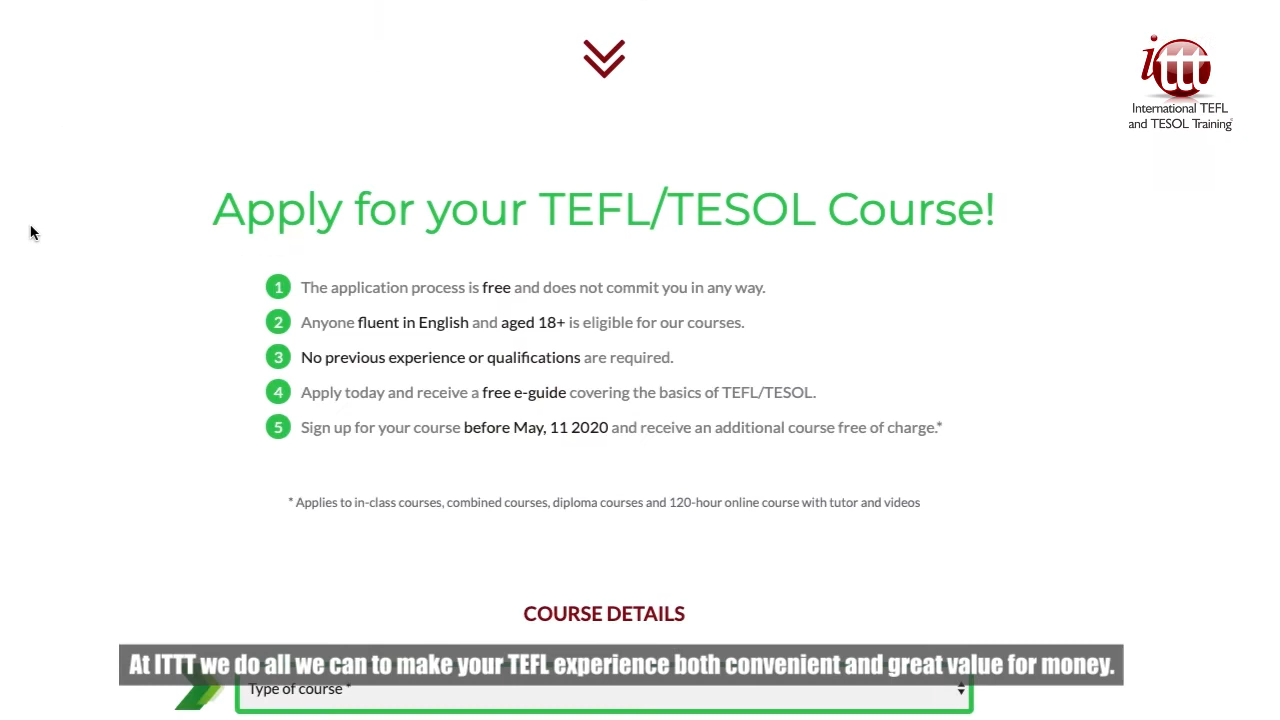 ittt
International TEFL
and TESOL Training
Apply for your TEFL/TESOL Course!
1 The application process is free and does not commit you in any way.
2 Anyone fluent in English and aged 18+ is eligible for our courses.
3 No previous experience or qualifications are required.
4 Apply today and receive a free e-guide covering the basics of TEFL/TESOL.
5 Sign up for your course before May, 11 2020 and receive an additional course free of charge.*
* Applies to in-class courses, combined courses, diploma courses and 120-hour online course with tutor and videos
COURSE DETAILS
At ITTT we do all we can to make your TEFL experience both convenient and great value for money.
Type of course *